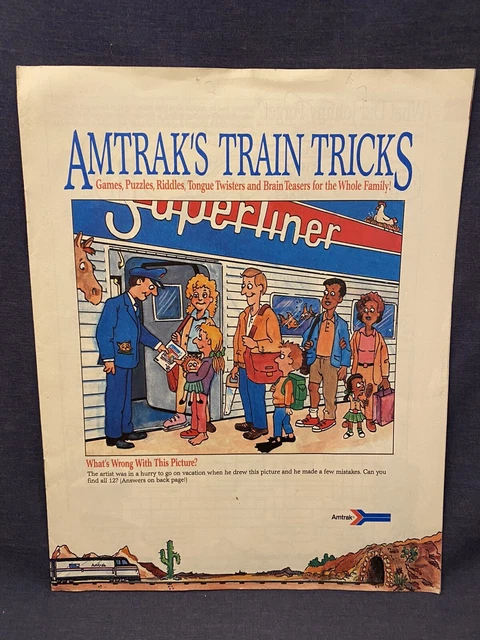 AMTRAK'S TRAIN TRICKS
Games, Puzzles, Riddles, Tongue Twisters and Brain Teasers for the Whole Family!
Superliner
What's Wrong With This Picture?
The artist was in a hurry to go on vacation when he drew this picture and he made a few mistakes. Can you
find all 12? (Answers on back page!)
Amtrak
Amtrak